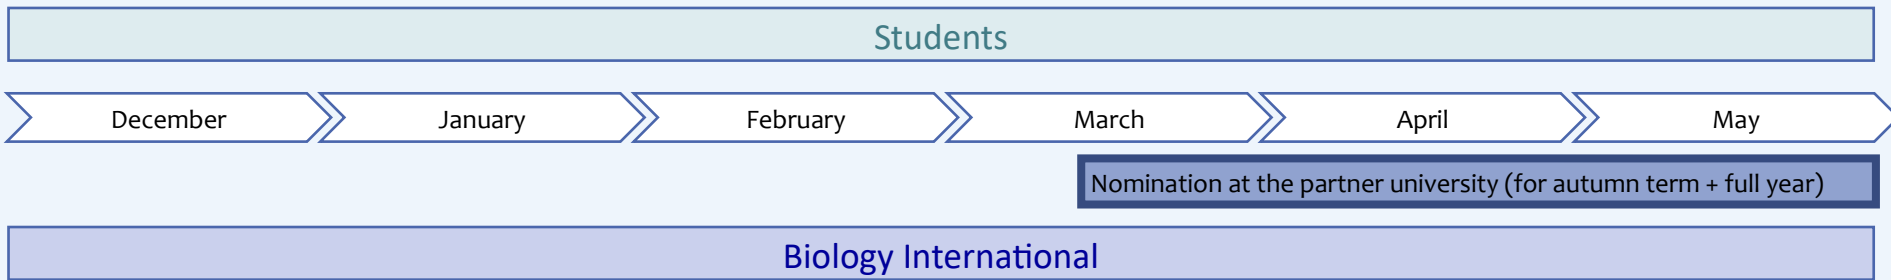 Students
December January February March April May
Nomination at the partner university (for autumn term + full year)
Biology International